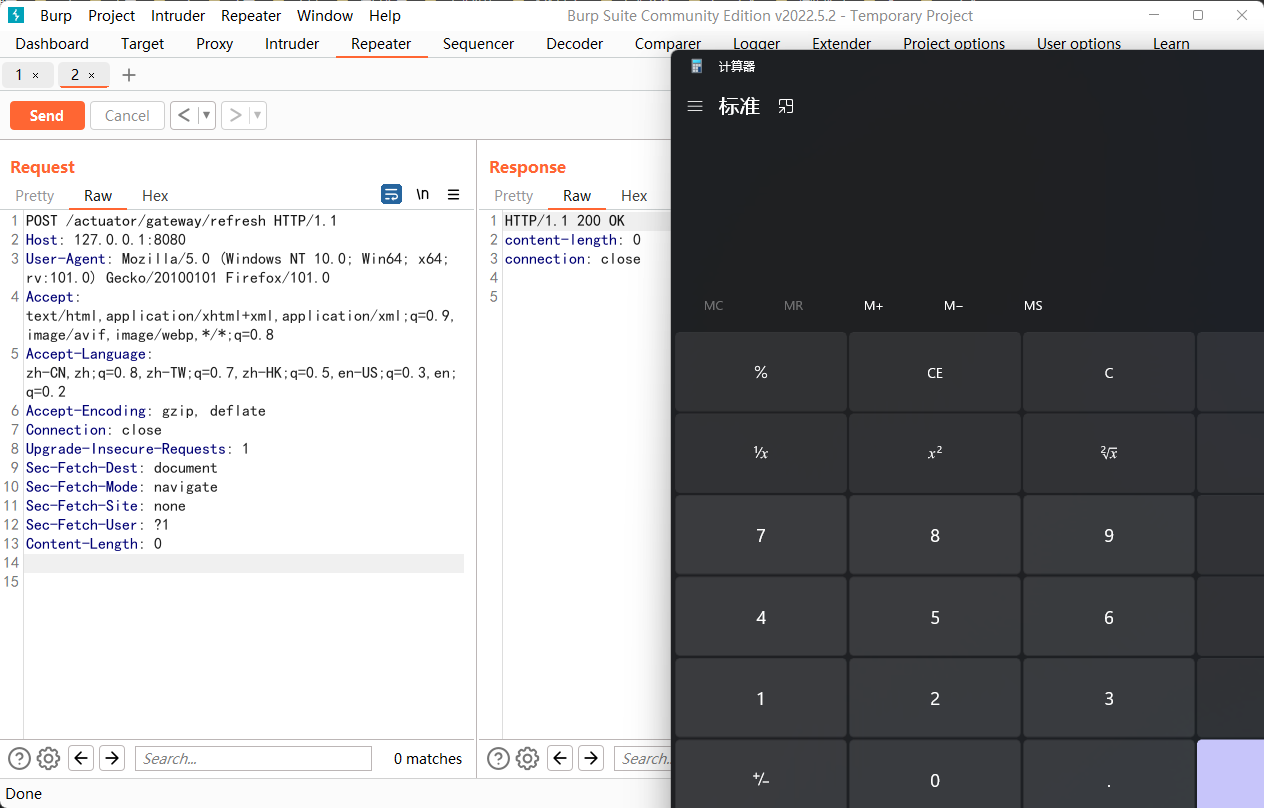 Burp Project Intruder Repeater Window Help Burp Suite Community Edition v2022.5.2 - Temporary Project
Dashboard Target Proxy Intruder Repeater Sequencer Decoder Comparer Logger Extender Project options User options Learn
1 × 2 × +
Send Cancel < ▾ > ▾
Request
Pretty Raw Hex \n
1 POST /actuator/gateway/refresh HTTP/1.1
2 Host: 127.0.0.1:8080
3 User-Agent: Mozilla/5.0 (Windows NT 10.0; Win64; x64;
rv:101.0) Gecko/20100101 Firefox/101.0
4 Accept:
text/html,application/xhtml+xml,application/xml;q=0.9,
image/avif,image/webp,*/*;q=0.8
5 Accept-Language:
zh-CN,zh;q=0.8,zh-TW;q=0.7,zh-HK;q=0.5,en-US;q=0.3,en;
q=0.2
6 Accept-Encoding: gzip, deflate
7 Connection: close
8 Upgrade-Insecure-Requests: 1
9 Sec-Fetch-Dest: document
10 Sec-Fetch-Mode: navigate
11 Sec-Fetch-Site: none
12 Sec-Fetch-User: ?1
13 Content-Length: 0
14
15
Search... 0 matches
Response
Pretty Raw Hex
1 HTTP/1.1 200 OK
2 content-length: 0
3 connection: close
4
5
Search..
Done
计算器
标准
MC MR M+ M− MS
% CE C
¹/x x² ²√x
7 8 9
4 5 6
1 2 3
+/− 0 .